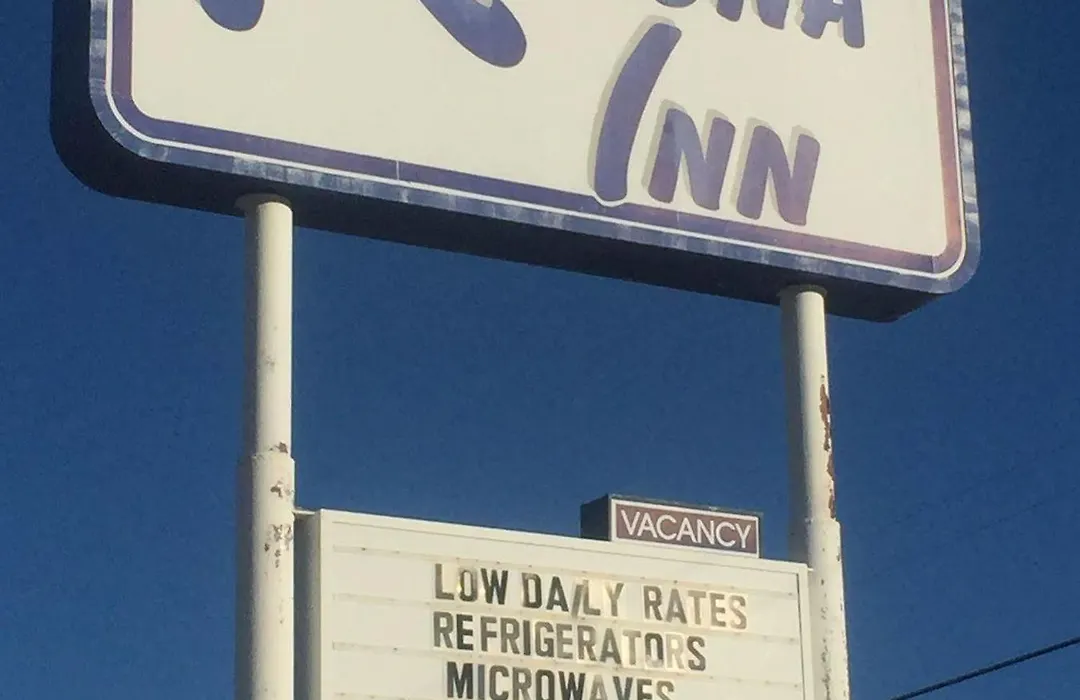 INN
VACANCY
LOW DAILY RATES
REFRIGERATORS
MICROWAVES